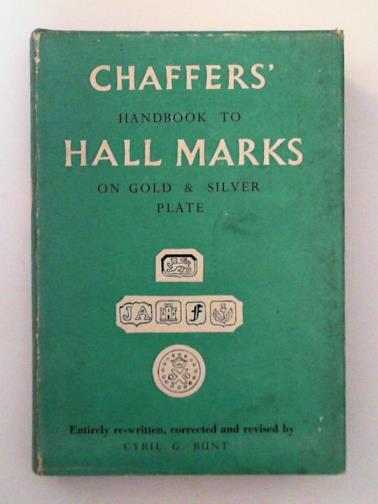 CHAFFERS'
HANDBOOK TO
HALL MARKS
ON GOLD & SILVER
PLATE
JA F
Entirely re-written, corrected and revised by
CYRIL G. BUNT